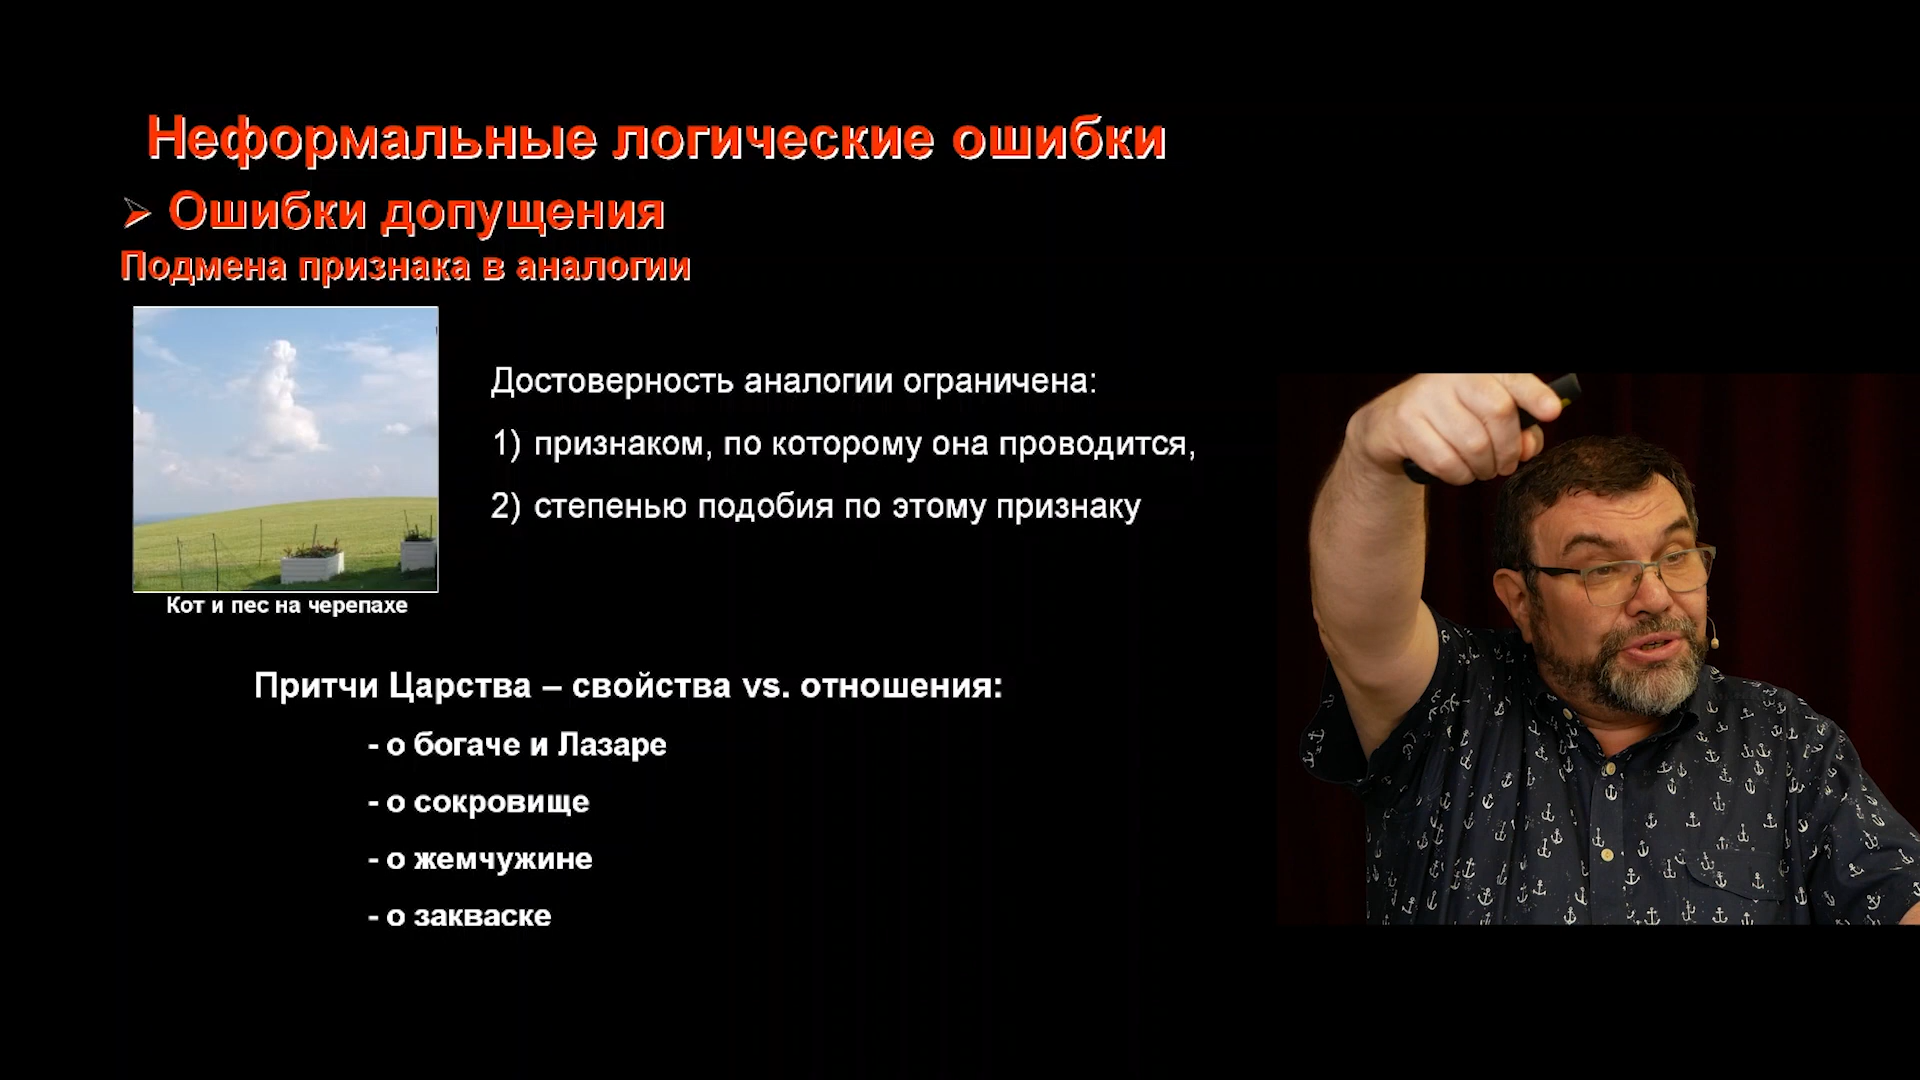 Неформальные логические ошибки
Ошибки допущения
Подмена признака в аналогии
Достоверность аналогии ограничена:
1) признаком, по которому она проводится,
2) степенью подобия по этому признаку
Кот и пес на черепахе
Притчи Царства – свойства vs. отношения:
- о богаче и Лазаре
- о сокровище
- о жемчужине
- о закваске